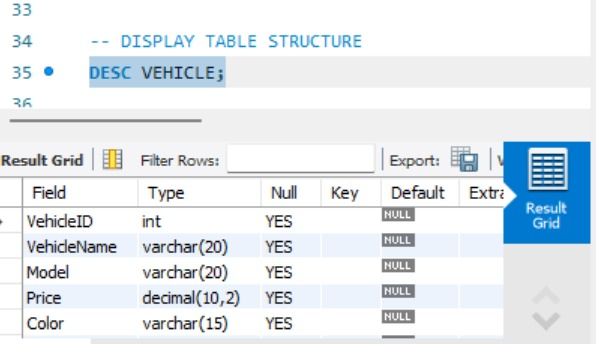 33
34 -- DISPLAY TABLE STRUCTURE
35 DESC VEHICLE;
36
Result Grid Filter Rows: Export:
Field Type Null Key Default Extra
VehicleID int YES NULL
VehicleName varchar(20) YES NULL
Model varchar(20) YES NULL
Price decimal(10,2) YES NULL
Color varchar(15) YES NULL
Result
Grid